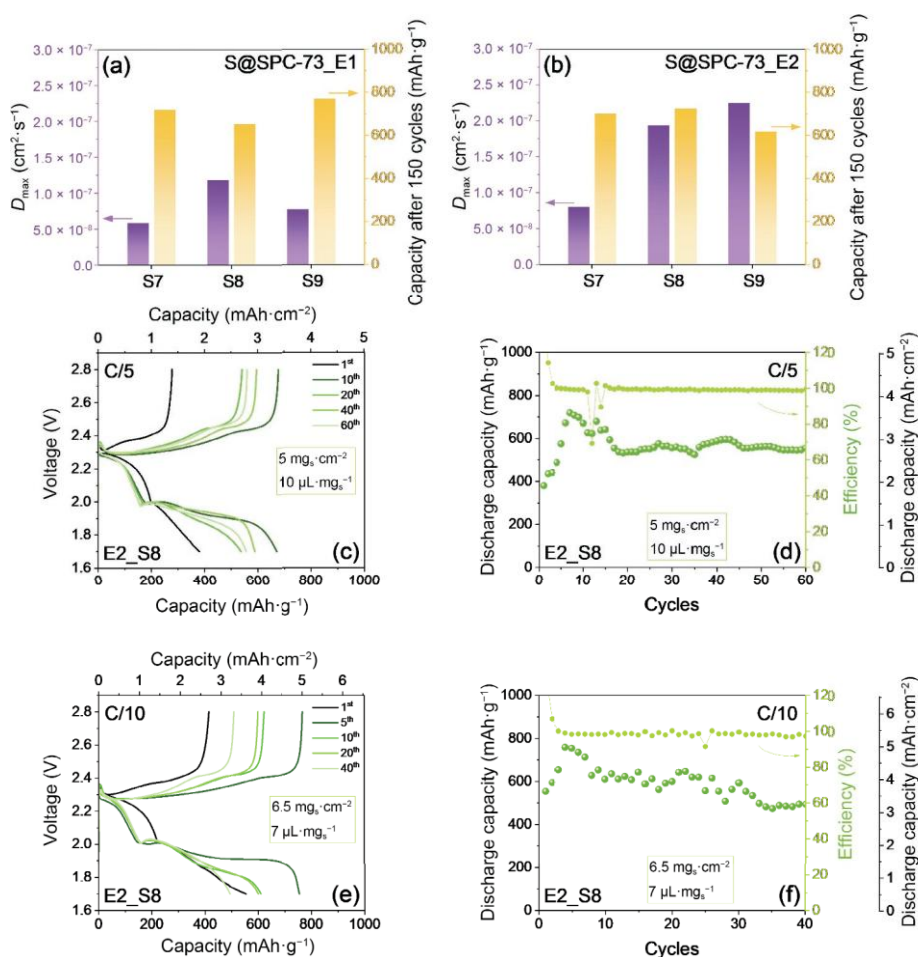 (a)
S@SPC-73_E1
3.0 × 10⁻⁷
2.5 × 10⁻⁷
2.0 × 10⁻⁷
1.5 × 10⁻⁷
1.0 × 10⁻⁷
5.0 × 10⁻⁸
0.0
Dmax (cm²·s⁻¹)
S7 S8 S9
1000
800
600
400
200
0
Capacity after 150 cycles (mAh·g⁻¹)
(b)
S@SPC-73_E2
3.0 × 10⁻⁷
2.5 × 10⁻⁷
2.0 × 10⁻⁷
1.5 × 10⁻⁷
1.0 × 10⁻⁷
5.0 × 10⁻⁸
0.0
Dmax (cm²·s⁻¹)
S7 S8 S9
1000
800
600
400
200
0
Capacity after 150 cycles (mAh·g⁻¹)
Capacity (mAh·cm⁻²)
0 1 2 3 4 5
C/5
1st
10th
20th
40th
60th
2.8
2.6
2.4
2.2
2.0
1.8
1.6
Voltage (V)
5 mgs·cm⁻²
10 µL·mgs⁻¹
E2_S8
(c)
0 200 400 600 800 1000
Capacity (mAh·g⁻¹)
C/5
1000
800
600
400
200
0
Discharge capacity (mAh·g⁻¹)
5 mgs·cm⁻²
10 µL·mgs⁻¹
E2_S8
(d)
0 10 20 30 40 50 60
Cycles
120
100
80
60
40
20
0
Efficiency (%)
5
4
3
2
1
0
Discharge capacity (mAh·cm⁻²)
Capacity (mAh·cm⁻²)
0 1 2 3 4 5 6
C/10
1st
5th
10th
20th
40th
2.8
2.6
2.4
2.2
2.0
1.8
1.6
Voltage (V)
6.5 mgs·cm⁻²
7 µL·mgs⁻¹
E2_S8
(e)
0 200 400 600 800 1000
Capacity (mAh·g⁻¹)
C/10
1000
800
600
400
200
0
Discharge capacity (mAh·g⁻¹)
6.5 mgs·cm⁻²
7 µL·mgs⁻¹
E2_S8
(f)
0 10 20 30 40
Cycles
120
100
80
60
40
20
0
Efficiency (%)
6
5
4
3
2
1
0
Discharge capacity (mAh·cm⁻²)